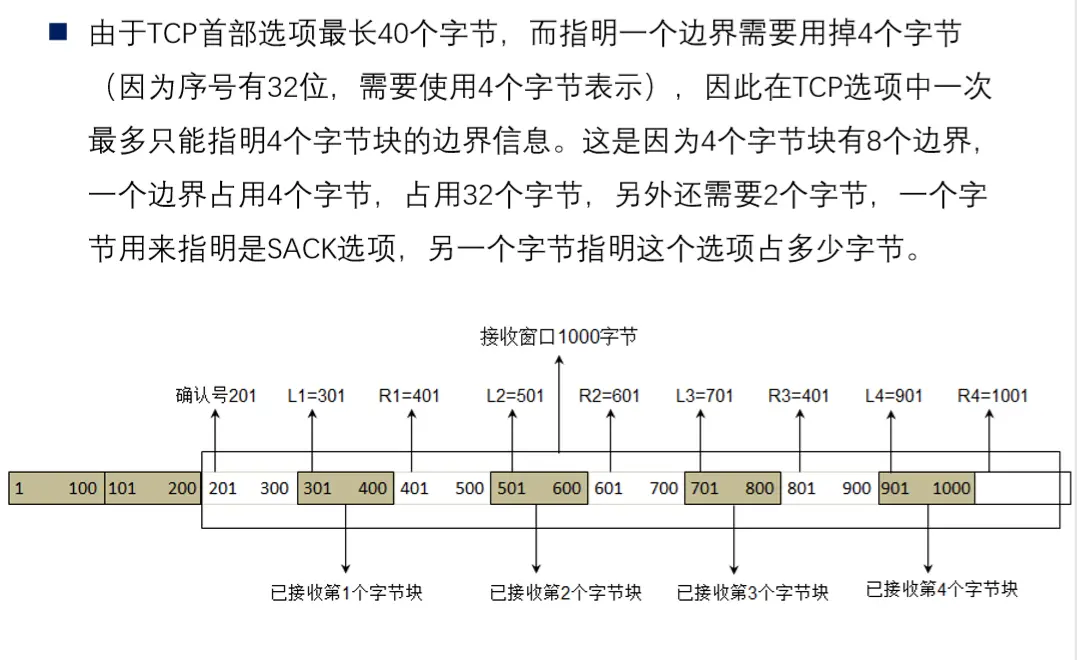 由于TCP首部选项最长40个字节，而指明一个边界需要用掉4个字节
（因为序号有32位，需要使用4个字节表示），因此在TCP选项中一次
最多只能指明4个字节块的边界信息。这是因为4个字节块有8个边界，
一个边界占用4个字节，占用32个字节，另外还需要2个字节，一个字
节用来指明是SACK选项，另一个字节指明这个选项占多少字节。
接收窗口1000字节
确认号201 L1=301 R1=401 L2=501 R2=601 L3=701 R3=401 L4=901 R4=1001
1 100 101 200 201 300 301 400 401 500 501 600 601 700 701 800 801 900 901 1000
已接收第1个字节块 已接收第2个字节块 已接收第3个字节块 已接收第4个字节块